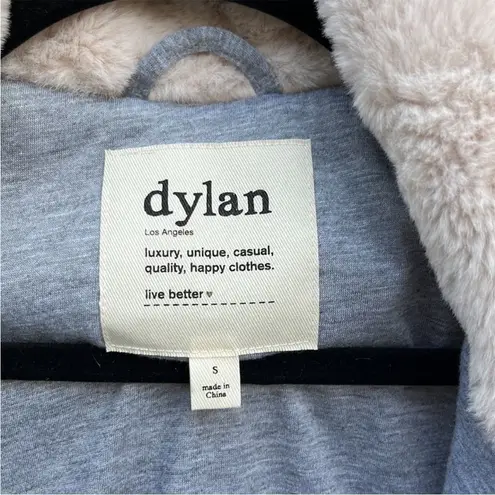 dylan
Los Angeles
luxury, unique, casual,
quality, happy clothes.
live better ♥
S
made in
China